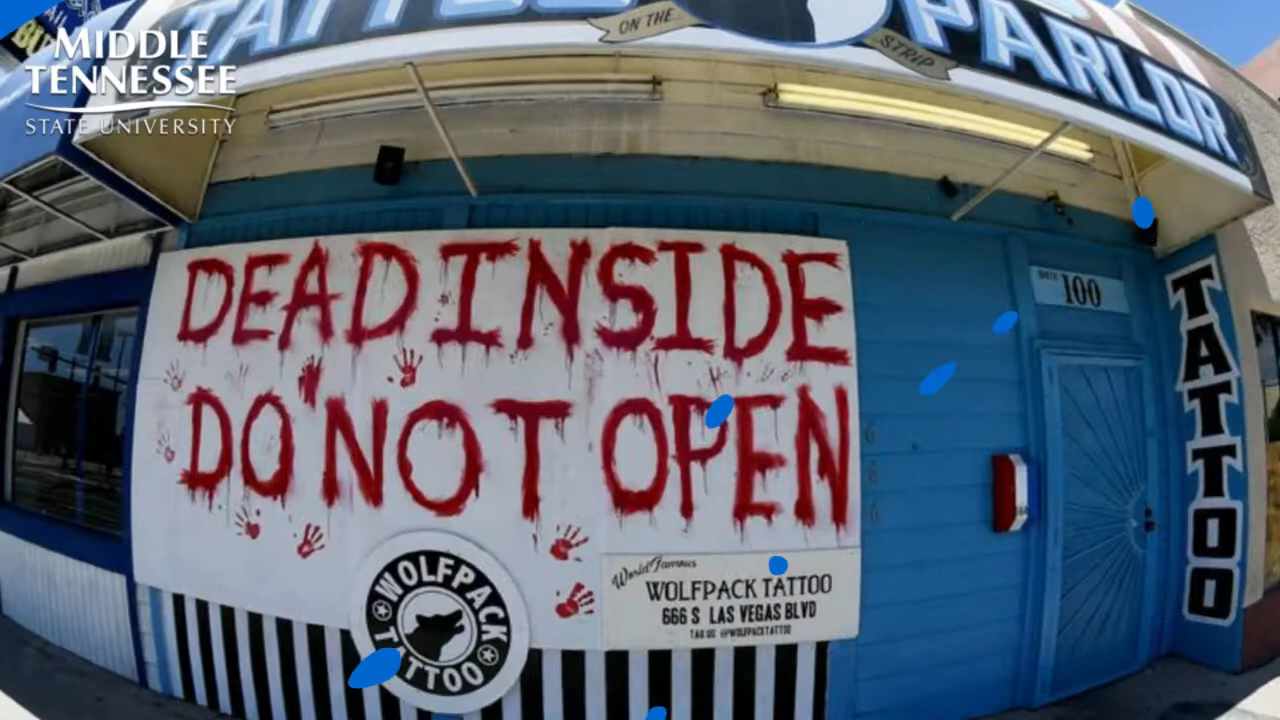 MIDDLE
TENNESSEE
STATE UNIVERSITY
TATTOO
ON THE
STRIP
PARLOR
DEAD INSIDE
DO NOT OPEN
100
TATTOO
WOLFPACK
TATTOO
World Famous
WOLFPACK TATTOO
666 S LAS VEGAS BLVD
TAG US @WOLFPACKTATTOO